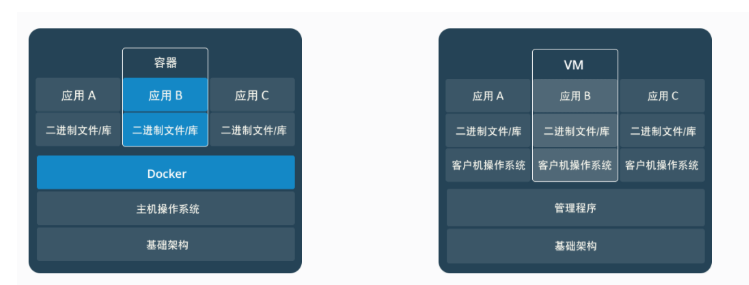 容器
应用 A
应用 B
应用 C
二进制文件/库
二进制文件/库
二进制文件/库
Docker
主机操作系统
基础架构
VM
应用 A
应用 B
应用 C
二进制文件/库
二进制文件/库
二进制文件/库
客户机操作系统
客户机操作系统
客户机操作系统
管理程序
基础架构